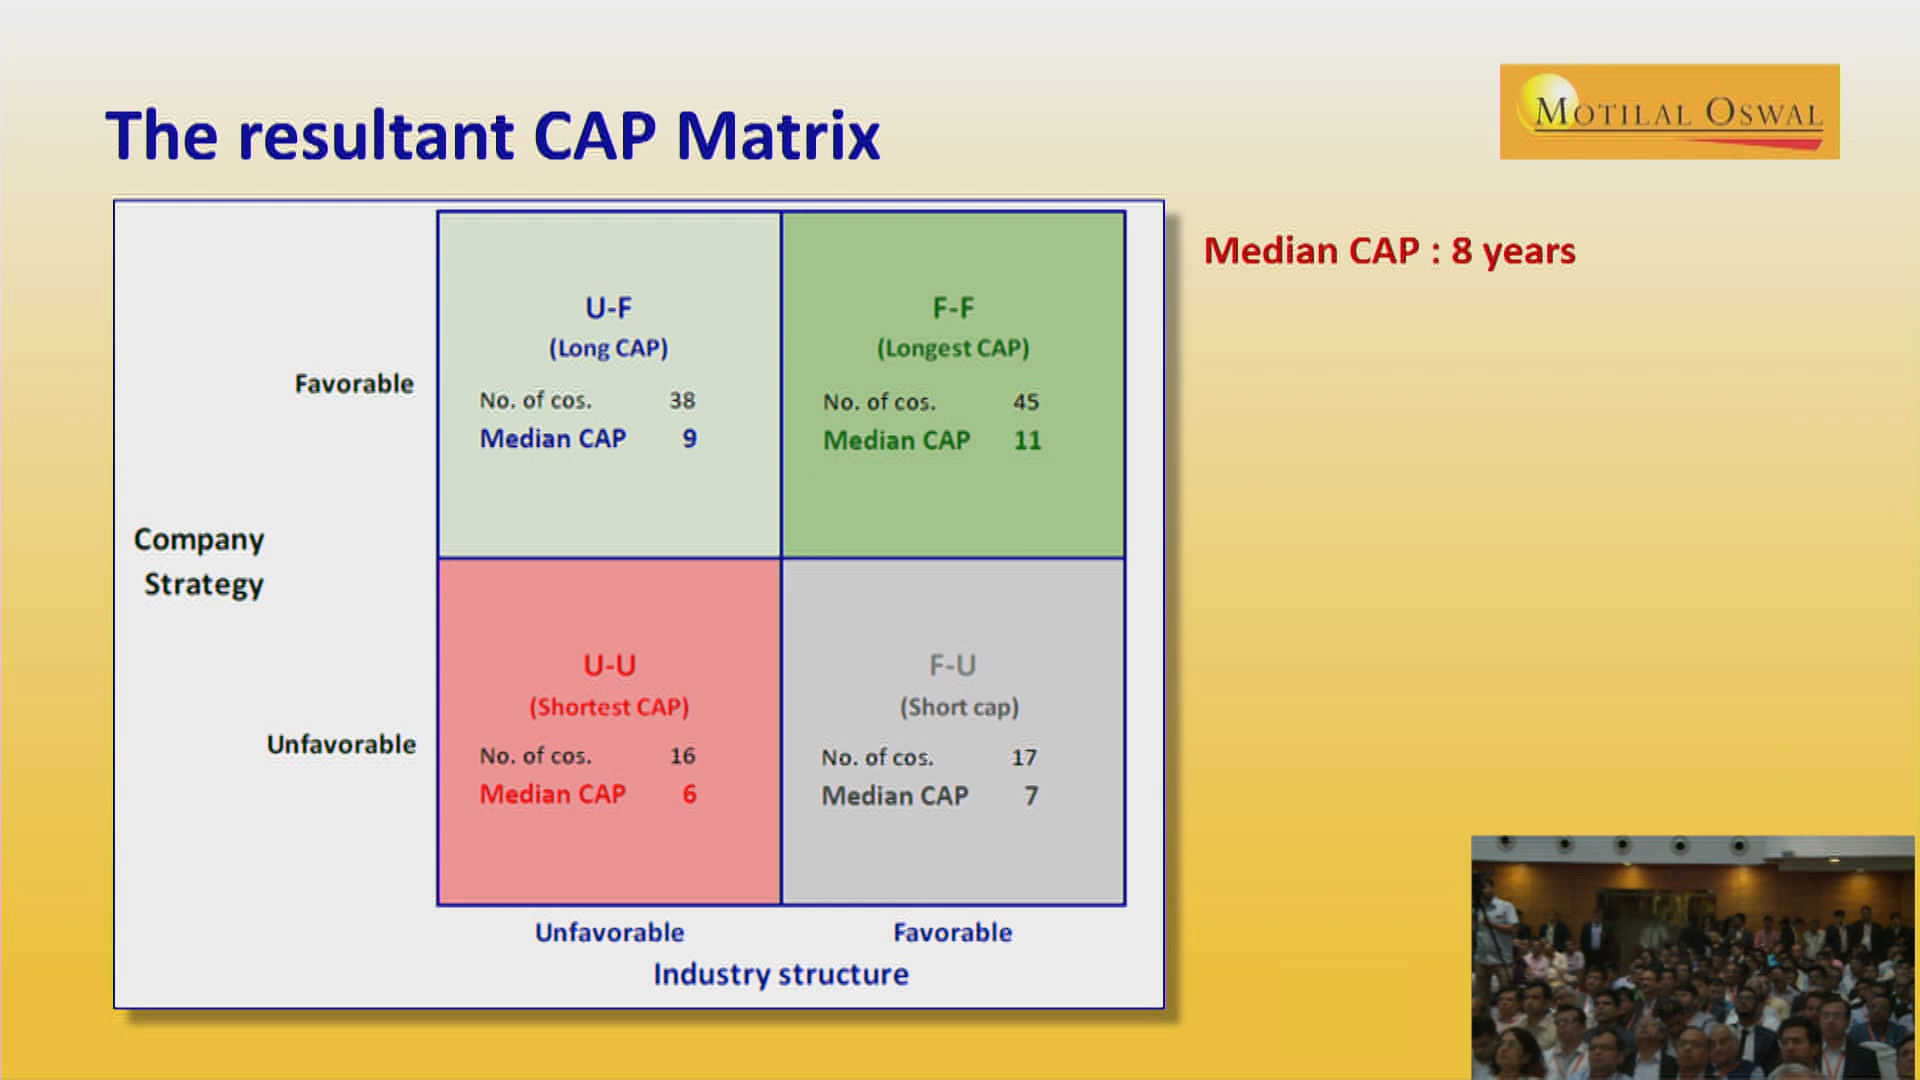 The resultant CAP Matrix
MOTILAL OSWAL
Median CAP : 8 years
U-F
(Long CAP)
No. of cos. 38
Median CAP 9
F-F
(Longest CAP)
No. of cos. 45
Median CAP 11
Favorable
Company
Strategy
U-U
(Shortest CAP)
No. of cos. 16
Median CAP 6
F-U
(Short cap)
No. of cos. 17
Median CAP 7
Unfavorable
Unfavorable
Favorable
Industry structure